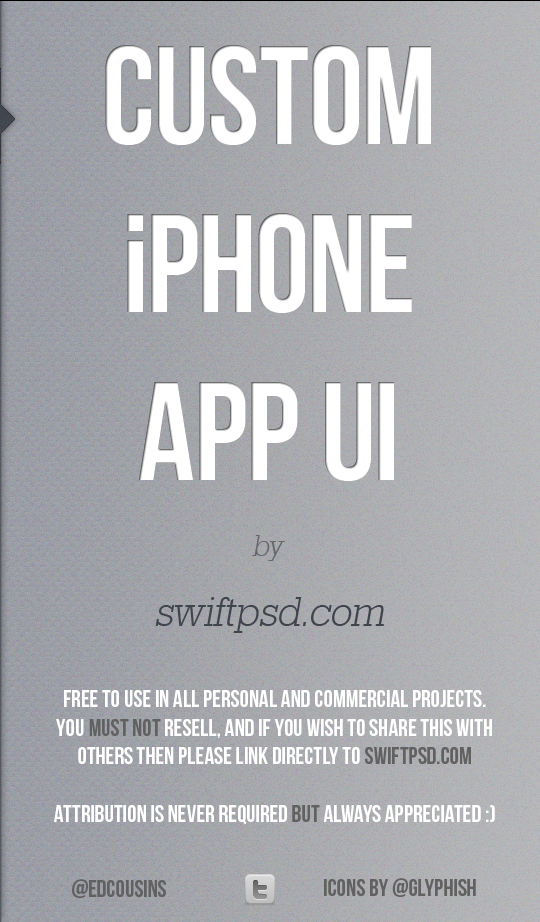 CUSTOM
iPHONE
APP UI
by
swiftpsd.com
FREE TO USE IN ALL PERSONAL AND COMMERCIAL PROJECTS.
YOU MUST NOT RESELL, AND IF YOU WISH TO SHARE THIS WITH
OTHERS THEN PLEASE LINK DIRECTLY TO SWIFTPSD.COM
ATTRIBUTION IS NEVER REQUIRED BUT ALWAYS APPRECIATED :)
@EDCOUSINS t ICONS BY @GLYPHISH